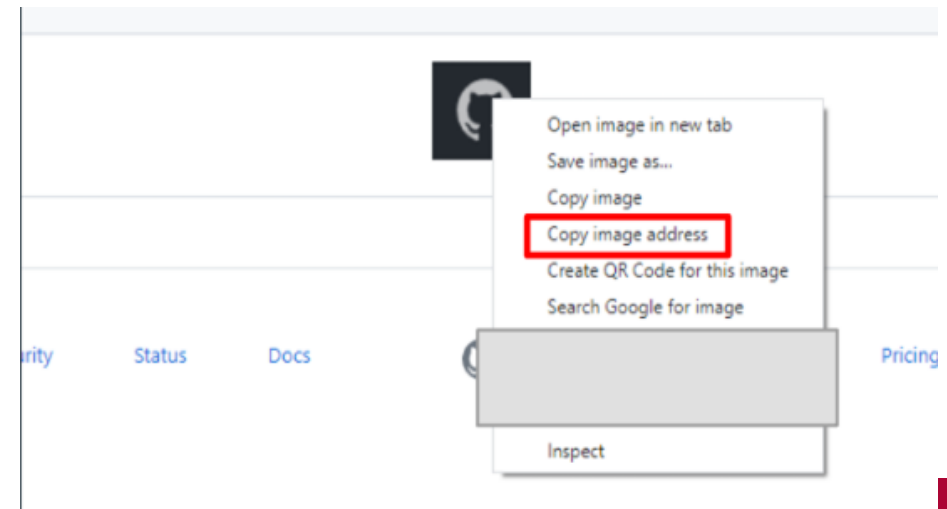 Open image in new tab
Save image as...
Copy image
Copy image address
Create QR Code for this image
Search Google for image
Status Docs Pricing
Inspect